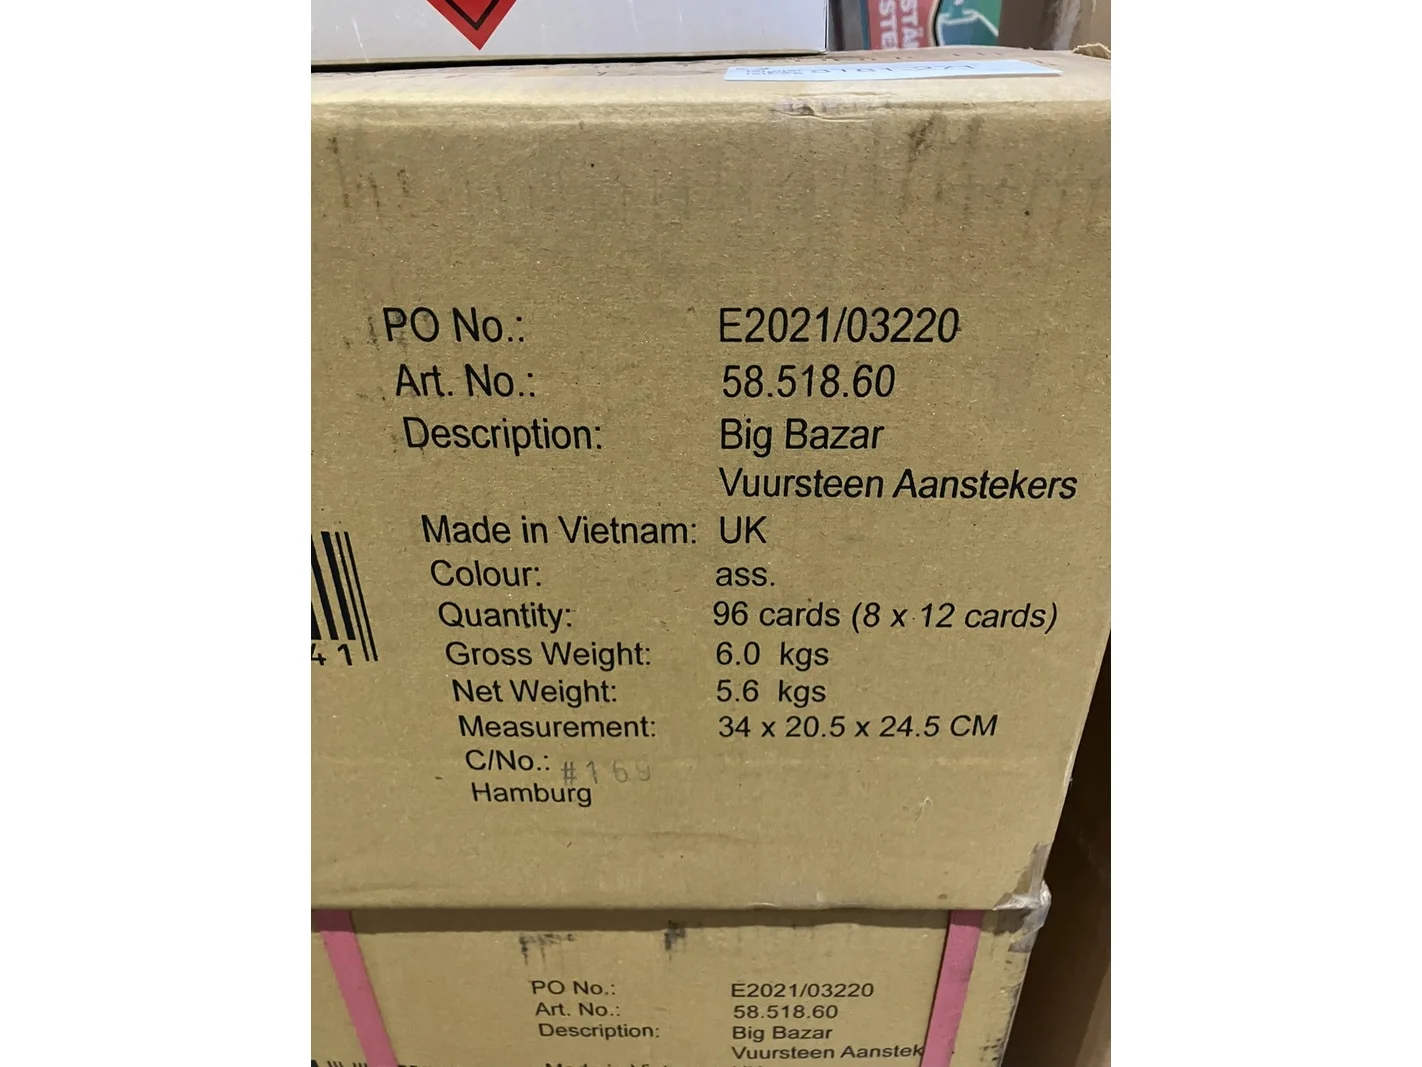 STÄ
STE
PO No.: E2021/03220
Art. No.: 58.518.60
Description: Big Bazar
Vuursteen Aanstekers
Made in Vietnam: UK
Colour: ass.
Quantity: 96 cards (8 x 12 cards)
Gross Weight: 6.0 kgs
Net Weight: 5.6 kgs
Measurement: 34 x 20.5 x 24.5 CM
C/No.: #169
Hamburg
41
PO No.: E2021/03220
Art. No.: 58.518.60
Description: Big Bazar
Vuursteen Aanstek